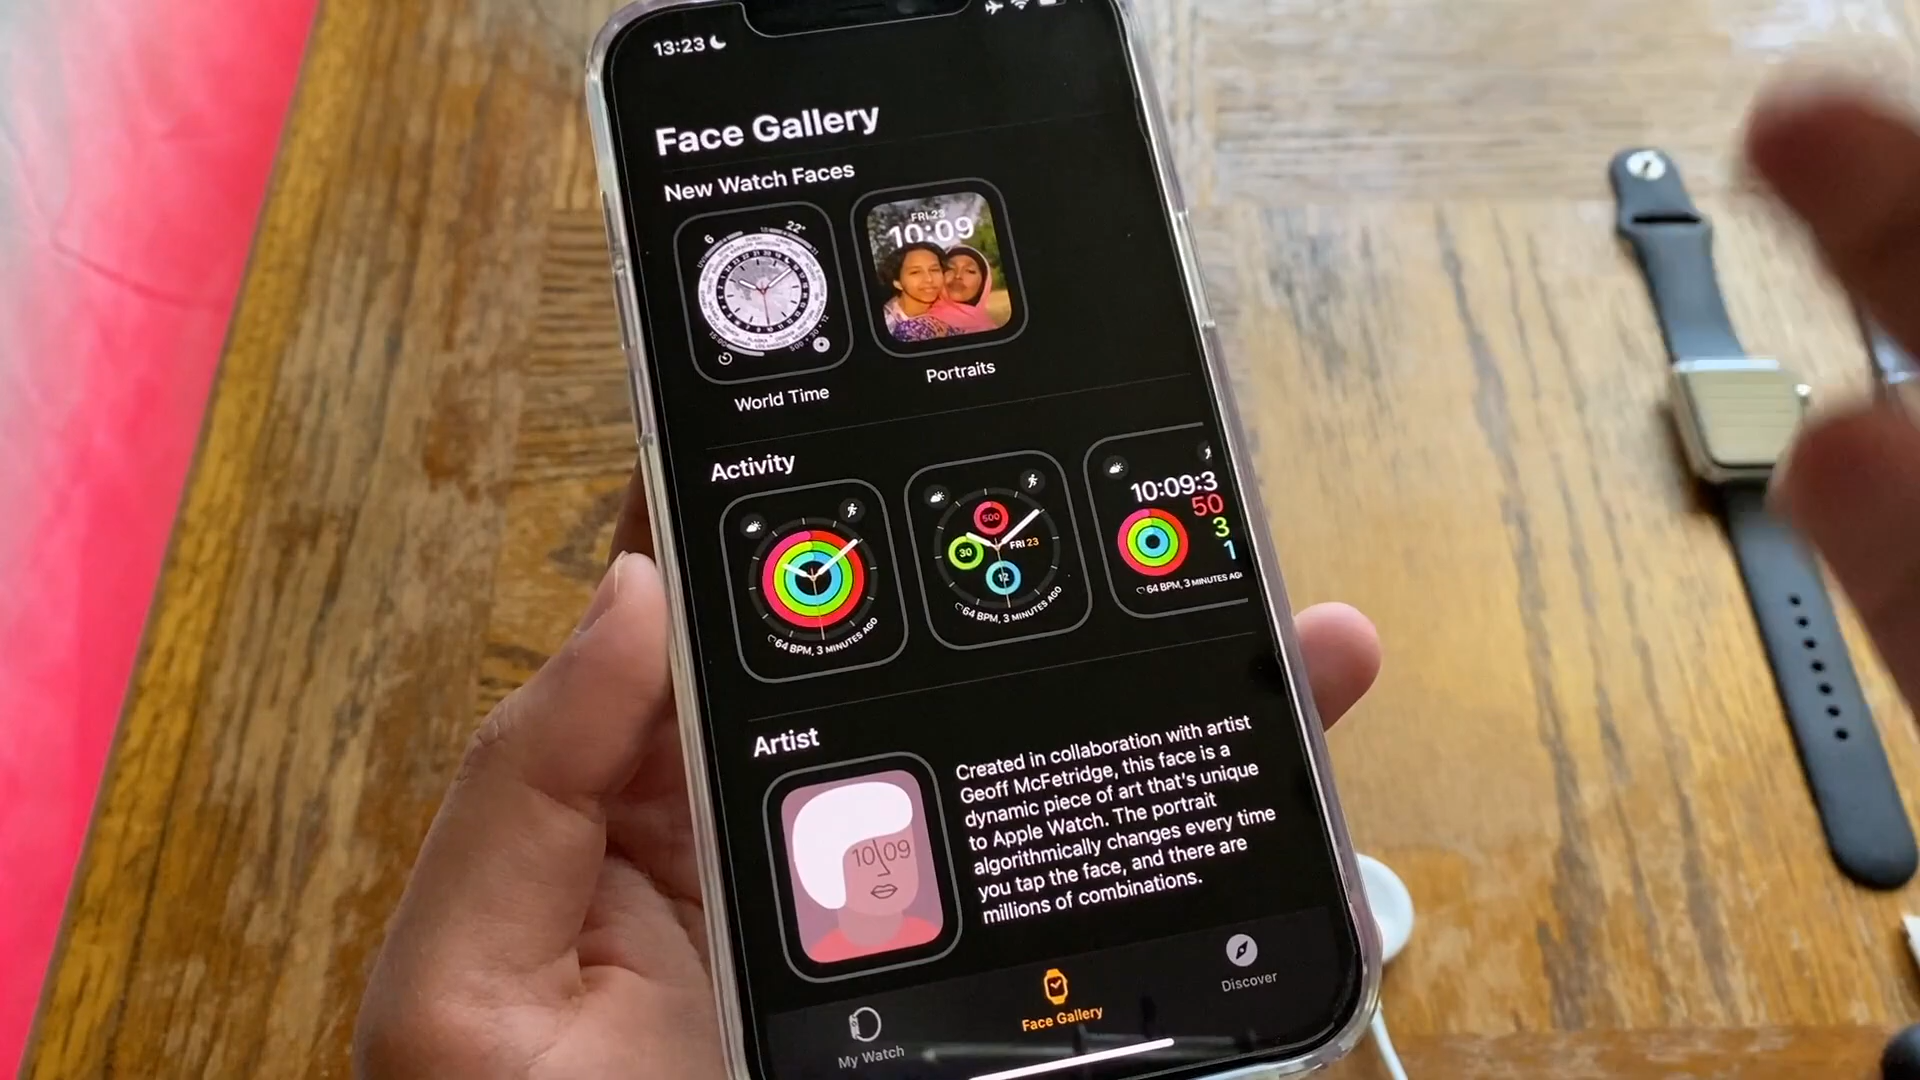 13:23
Face Gallery
New Watch Faces
6
22°
FRI 23
10:09
World Time
Portraits
Activity
64 BPM, 3 MINUTES AGO
500
30
FRI 23
12
64 BPM, 3 MINUTES AGO
10:09:3
50
3
1
64 BPM, 3 MINUTES AGO
Artist
10 09
Created in collaboration with artist
Geoff McFetridge, this face is a
dynamic piece of art that's unique
to Apple Watch. The portrait
algorithmically changes every time
you tap the face, and there are
millions of combinations.
My Watch
Face Gallery
Discover